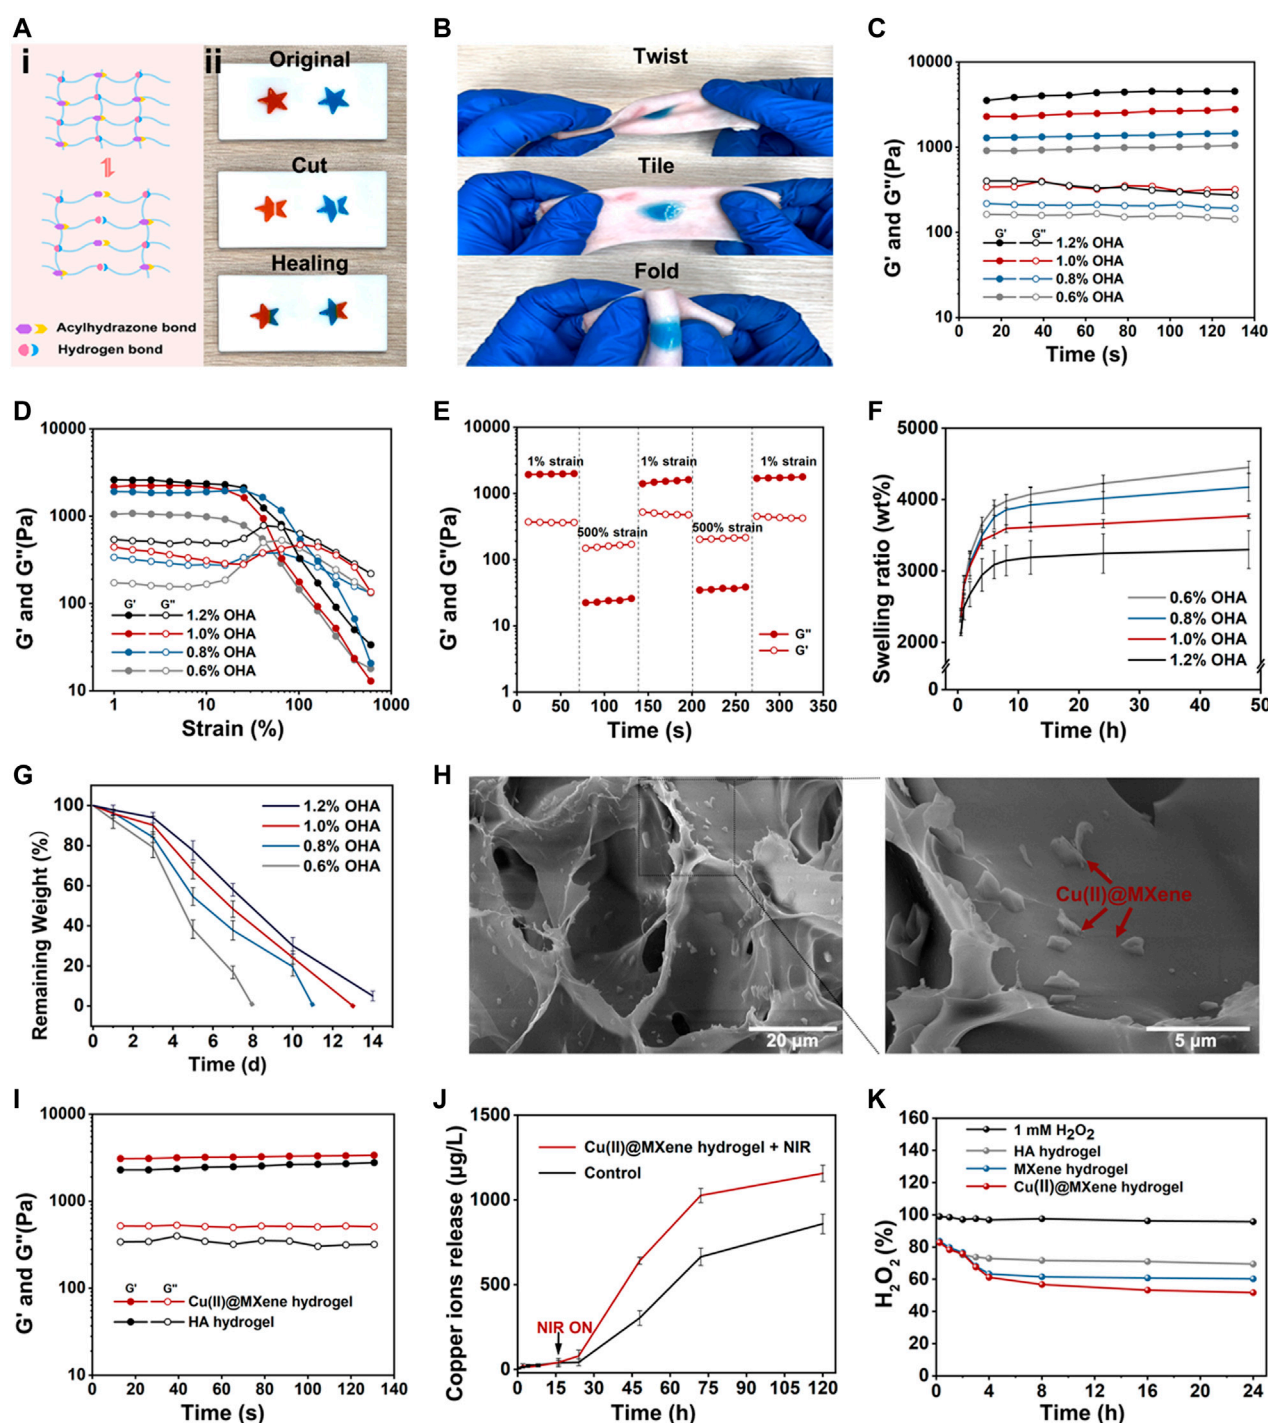 A
i
ii
Original
Cut
Healing
Acylhydrazone bond
Hydrogen bond
B
Twist
Tile
Fold
C
G' and G"(Pa)
10000
1000
100
10
G' G"
1.2% OHA
1.0% OHA
0.8% OHA
0.6% OHA
0 20 40 60 80 100 120 140
Time (s)
D
G' and G"(Pa)
10000
1000
100
10
G' G"
1.2% OHA
1.0% OHA
0.8% OHA
0.6% OHA
1 10 100 1000
Strain (%)
E
G' and G"(Pa)
10000
1000
100
10
1
1% strain
1% strain
1% strain
500% strain
500% strain
G"
G'
0 50 100 150 200 250 300 350
Time (s)
F
Swelling ratio (wt%)
5000
4000
3000
2000
0
0.6% OHA
0.8% OHA
1.0% OHA
1.2% OHA
0 10 20 30 40 50
Time (h)
G
Remaining Weight (%)
100
80
60
40
20
0
1.2% OHA
1.0% OHA
0.8% OHA
0.6% OHA
0 2 4 6 8 10 12 14
Time (d)
H
20 μm
Cu(II)@MXene
5 μm
I
G' and G"(Pa)
10000
1000
100
10
G' G"
Cu(II)@MXene hydrogel
HA hydrogel
0 20 40 60 80 100 120 140
Time (s)
J
Copper ions release (μg/L)
1500
1000
500
0
Cu(II)@MXene hydrogel + NIR
Control
NIR ON
0 15 30 45 60 75 90 105 120
Time (h)
K
H₂O₂ (%)
160
140
120
100
80
60
40
20
0
1 mM H₂O₂
HA hydrogel
MXene hydrogel
Cu(II)@MXene hydrogel
0 4 8 12 16 20 24
Time (h)